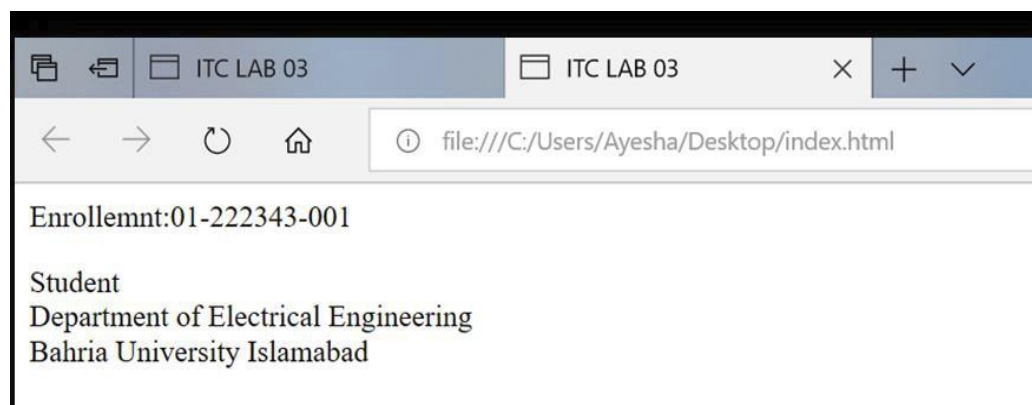 ITC LAB 03
ITC LAB 03
file:///C:/Users/Ayesha/Desktop/index.html
Enrollemnt:01-222343-001
Student
Department of Electrical Engineering
Bahria University Islamabad